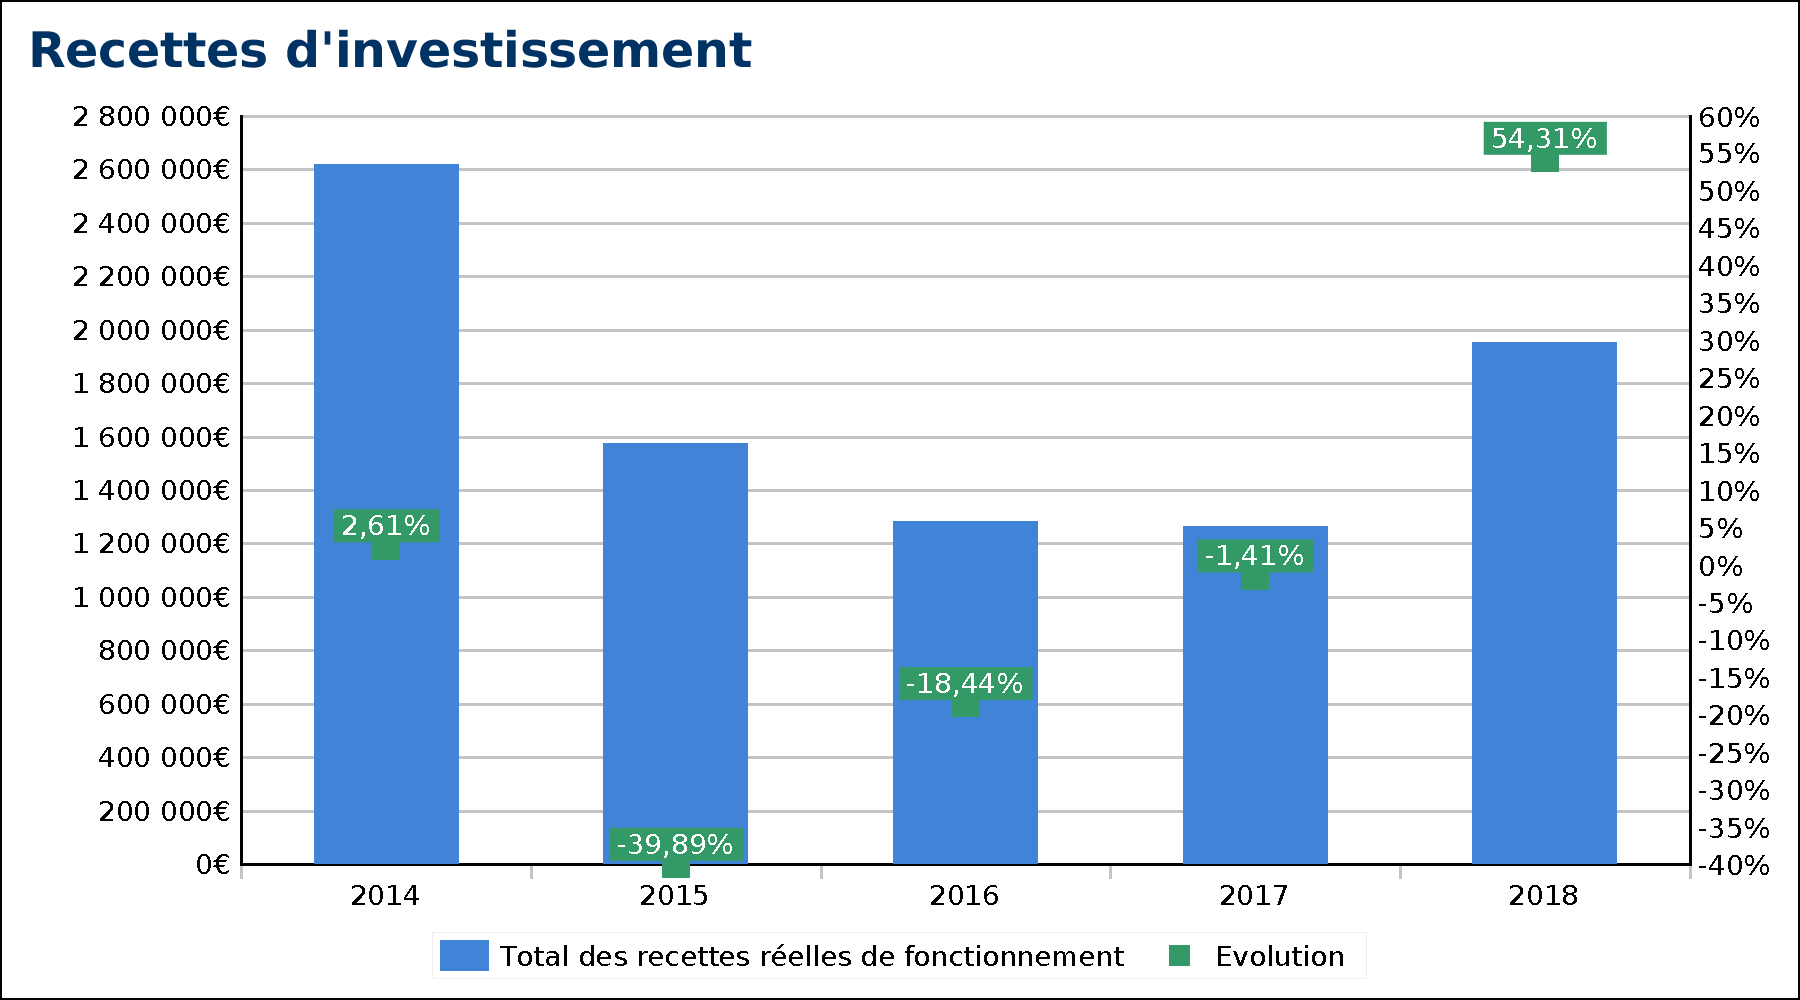 Recettes d'investissement
2 800 000€
2 600 000€
2 400 000€
2 200 000€
2 000 000€
1 800 000€
1 600 000€
1 400 000€
1 200 000€
1 000 000€
800 000€
600 000€
400 000€
200 000€
0€
60%
55%
50%
45%
40%
35%
30%
25%
20%
15%
10%
5%
0%
-5%
-10%
-15%
-20%
-25%
-30%
-35%
-40%
2,61%
-39,89%
-18,44%
-1,41%
54,31%
2014 2015 2016 2017 2018
Total des recettes réelles de fonctionnement Evolution